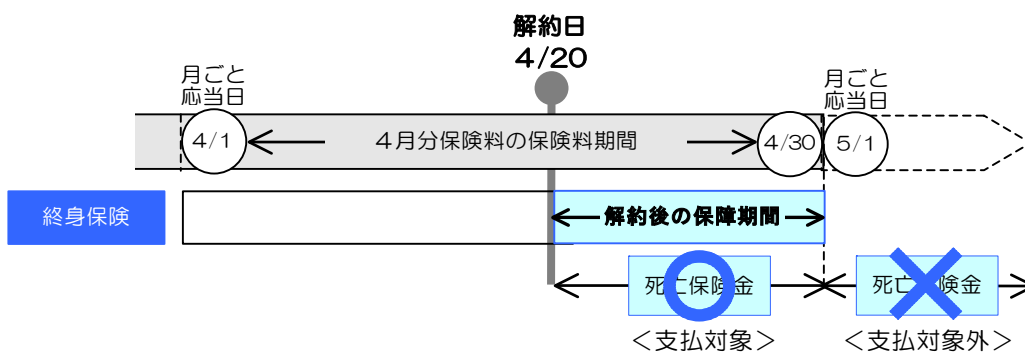 解約日
4/20
月ごと
応当日
月ごと
応当日
4/1
4月分保険料の保険料期間
4/30
5/1
終身保険
解約後の保障期間
死亡保険金
死亡保険金
＜支払対象＞
＜支払対象外＞